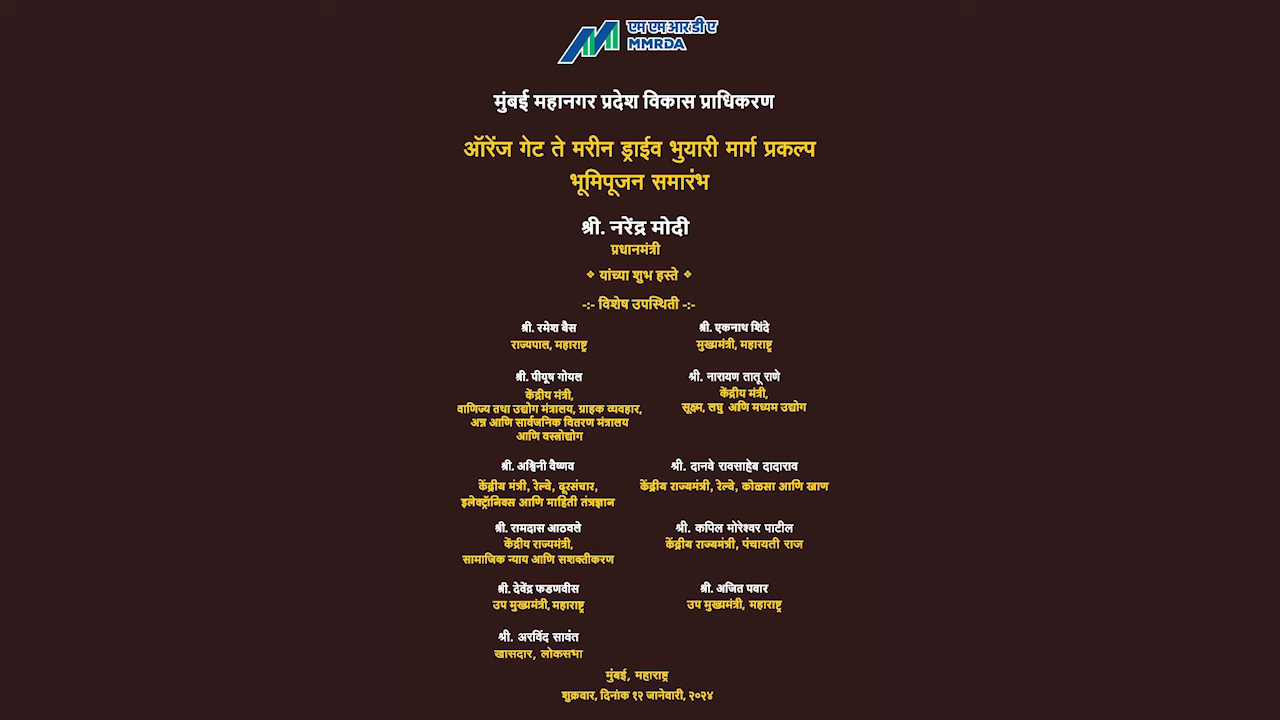 एम एम आर डी ए
MMRDA
मुंबई महानगर प्रदेश विकास प्राधिकरण
ऑरेंज गेट ते मरीन ड्राईव भुयारी मार्ग प्रकल्प
भूमिपूजन समारंभ
श्री. नरेंद्र मोदी
प्रधानमंत्री
❖ यांच्या शुभ हस्ते ❖
-:- विशेष उपस्थिती -:-
श्री. रमेश बैस
राज्यपाल, महाराष्ट्र
श्री. एकनाथ शिंदे
मुख्यमंत्री, महाराष्ट्र
श्री. पीयूष गोयल
केंद्रीय मंत्री,
वाणिज्य तथा उद्योग मंत्रालय, ग्राहक व्यवहार,
अन्न आणि सार्वजनिक वितरण मंत्रालय
आणि वस्त्रोद्योग
श्री. नारायण तातू राणे
केंद्रीय मंत्री,
सूक्ष्म, लघु आणि मध्यम उद्योग
श्री. अश्विनी वैष्णव
केंद्रीय मंत्री, रेल्वे, दूरसंचार,
इलेक्ट्रॉनिक्स आणि माहिती तंत्रज्ञान
श्री. दानवे रावसाहेब दादाराव
केंद्रीय राज्यमंत्री, रेल्वे, कोळसा आणि खाण
श्री. रामदास आठवले
केंद्रीय राज्यमंत्री,
सामाजिक न्याय आणि सशक्तीकरण
श्री. कपिल मोरेश्वर पाटील
केंद्रीय राज्यमंत्री, पंचायती राज
श्री. देवेंद्र फडणवीस
उप मुख्यमंत्री, महाराष्ट्र
श्री. अजित पवार
उप मुख्यमंत्री, महाराष्ट्र
श्री. अरविंद सावंत
खासदार, लोकसभा
मुंबई, महाराष्ट्र
शुक्रवार, दिनांक १२ जानेवारी, २०२४